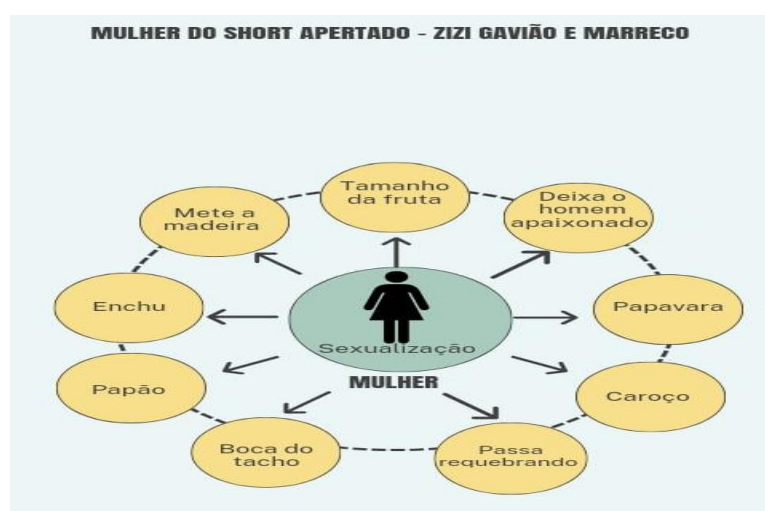 MULHER DO SHORT APERTADO - ZIZI GAVIÃO E MARRECO
Tamanho
da fruta
Deixa o
homem
apaixonado
Mete a
madeira
Enchu
Papavara
Sexualização
MULHER
Papão
Caroço
Boca do
tacho
Passa
requebrando